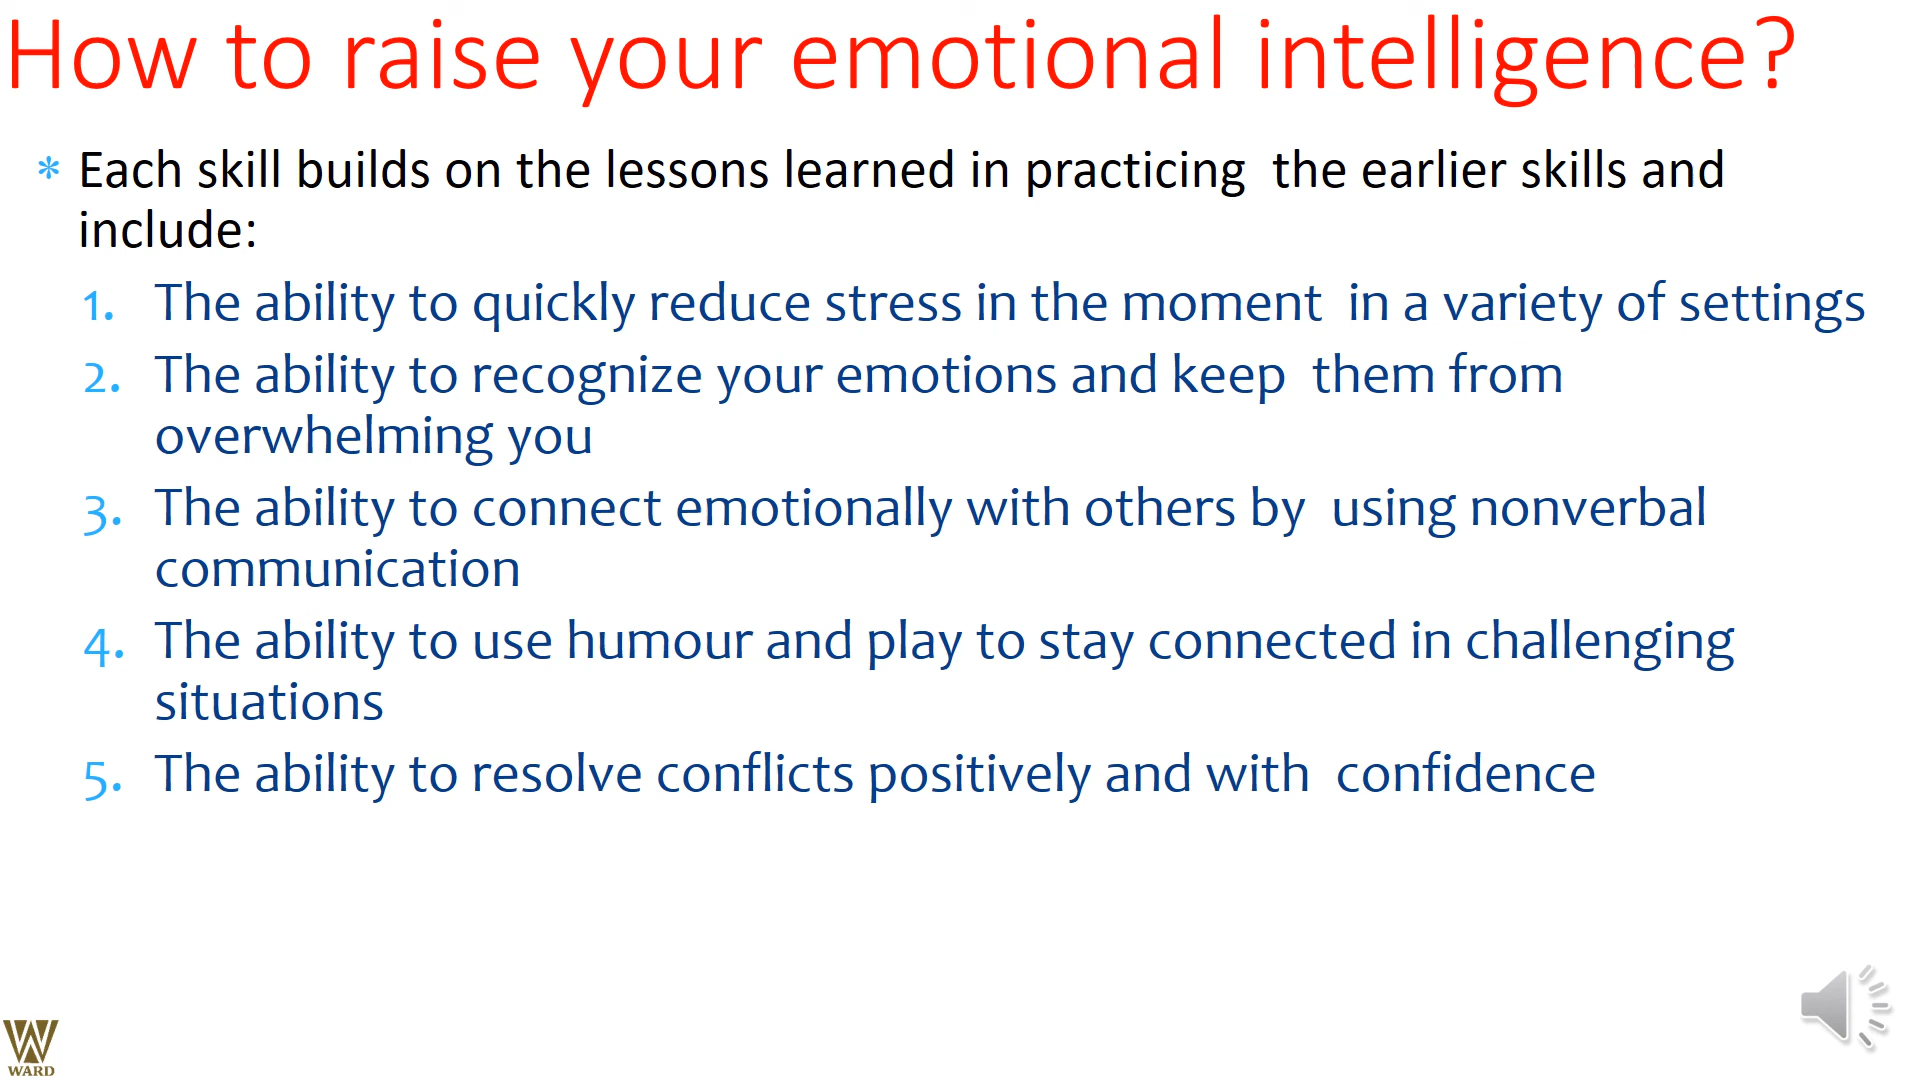 How to raise your emotional intelligence?
* Each skill builds on the lessons learned in practicing  the earlier skills and
include:
1. The ability to quickly reduce stress in the moment  in a variety of settings
2. The ability to recognize your emotions and keep  them from
overwhelming you
3. The ability to connect emotionally with others by  using nonverbal
communication
4. The ability to use humour and play to stay connected in challenging
situations
5. The ability to resolve conflicts positively and with  confidence
WARD